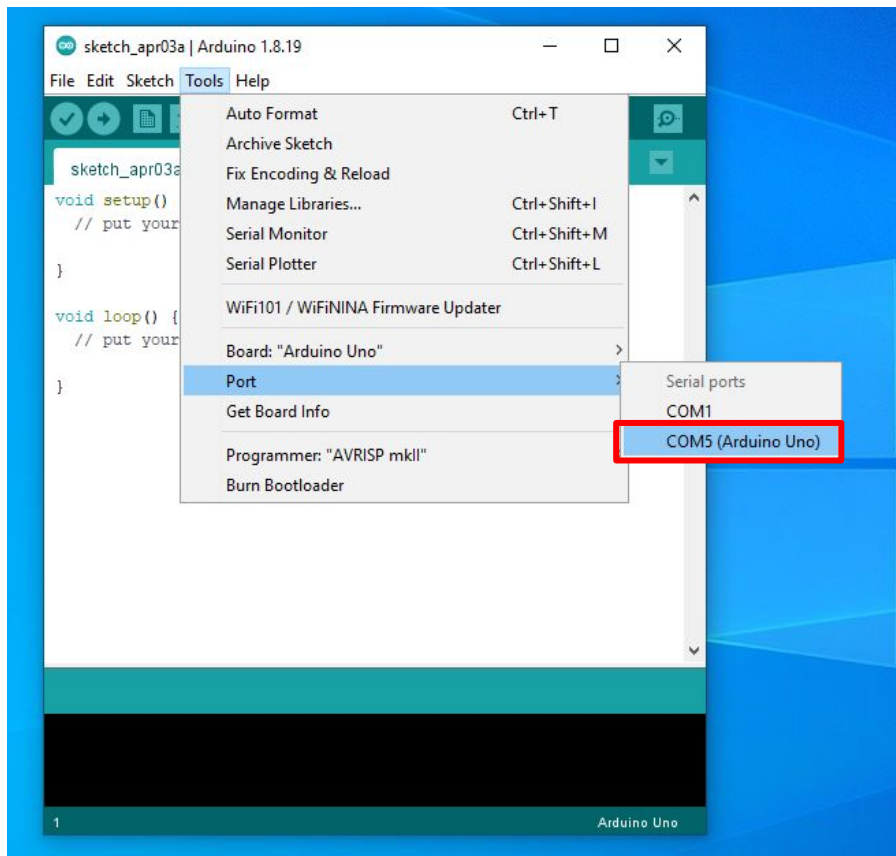 sketch_apr03a | Arduino 1.8.19
File Edit Sketch Tools Help
sketch_apr03a
void setup()
// put your
}
void loop() {
// put your
}
Auto Format Ctrl+T
Archive Sketch
Fix Encoding & Reload
Manage Libraries... Ctrl+Shift+I
Serial Monitor Ctrl+Shift+M
Serial Plotter Ctrl+Shift+L
WiFi101 / WiFiNINA Firmware Updater
Board: "Arduino Uno"
Port
Get Board Info
Programmer: "AVRISP mkII"
Burn Bootloader
Serial ports
COM1
COM5 (Arduino Uno)
1 Arduino Uno